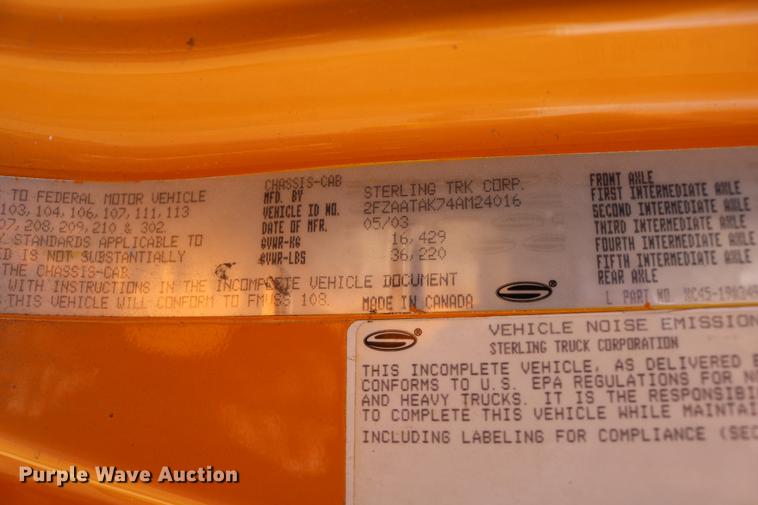 TO FEDERAL MOTOR VEHICLE
103, 104, 106, 107, 111, 113
07, 208, 209, 210 & 302.
Y STANDARDS APPLICABLE TO
ED IS NOT SUBSTANTIALLY
THE CHASSIS-CAB.
WITH INSTRUCTIONS IN THE INCOMPLETE VEHICLE DOCUMENT
THIS VEHICLE WILL CONFORM TO FMVSS 108.
CHASSIS-CAB
MFD. BY STERLING TRK CORP.
VEHICLE ID NO. 2FZAATAK74AM24016
DATE OF MFR. 05/03
GVWR-KG 16,429
GVWR-LBS 36,220
MADE IN CANADA
FRONT AXLE
FIRST INTERMEDIATE AXLE
SECOND INTERMEDIATE AXLE
THIRD INTERMEDIATE AXLE
FOURTH INTERMEDIATE AXLE
FIFTH INTERMEDIATE AXLE
REAR AXLE
L PART NO.
VEHICLE NOISE EMISSION
STERLING TRUCK CORPORATION
THIS INCOMPLETE VEHICLE, AS DELIVERED
CONFORMS TO U.S. EPA REGULATIONS FOR
AND HEAVY TRUCKS. IT IS THE RESPONSIBI
TO COMPLETE THIS VEHICLE WHILE MAINTAI
INCLUDING LABELING FOR COMPLIANCE (SEC
Purple Wave Auction